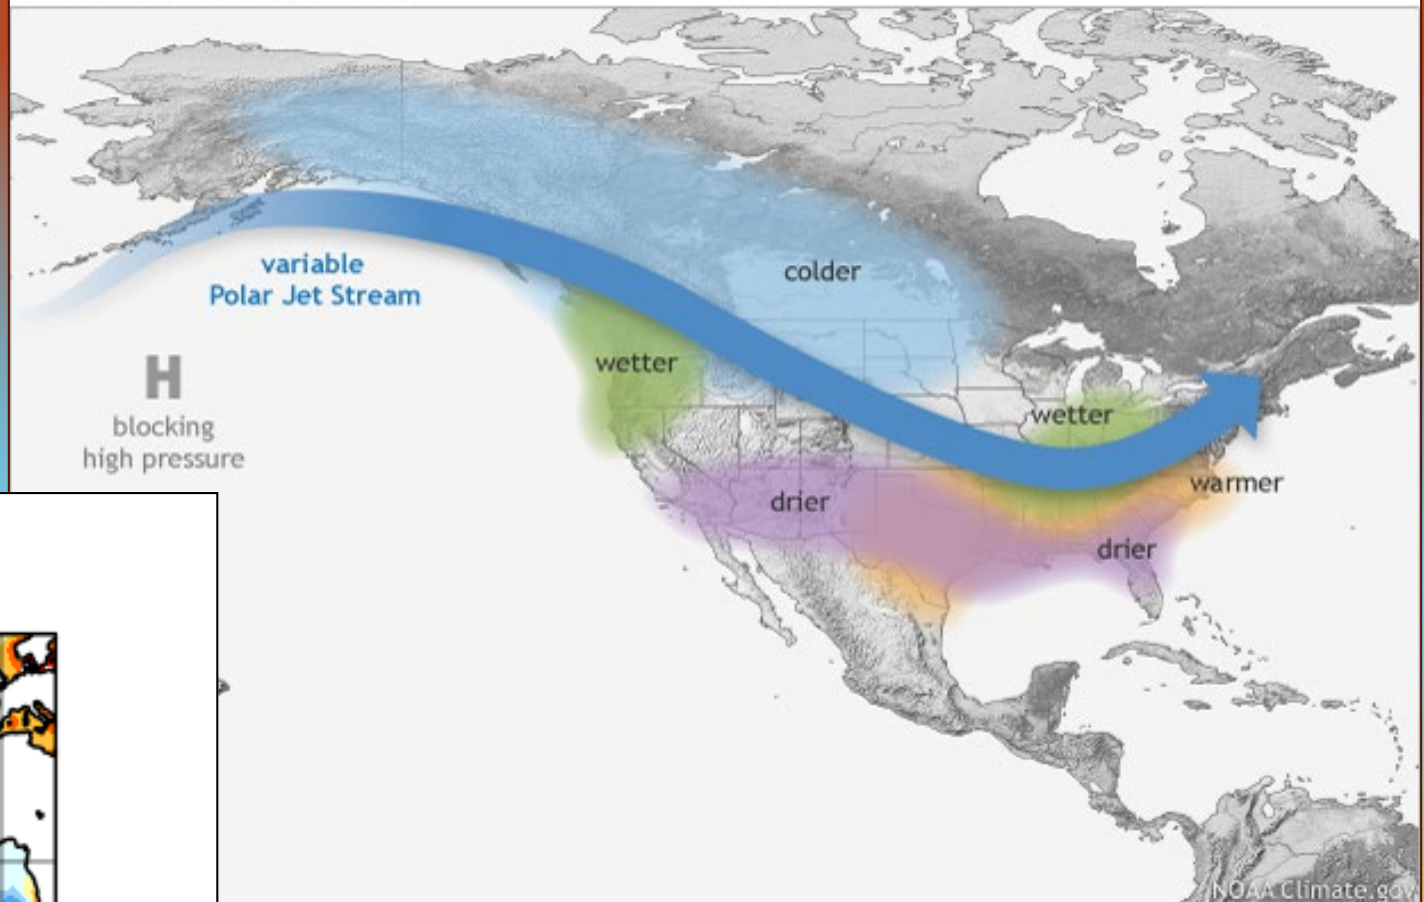 colder
variable
Polar Jet Stream
wetter
H
blocking
high pressure
wetter
warmer
drier
drier
NOAA Climate.gov